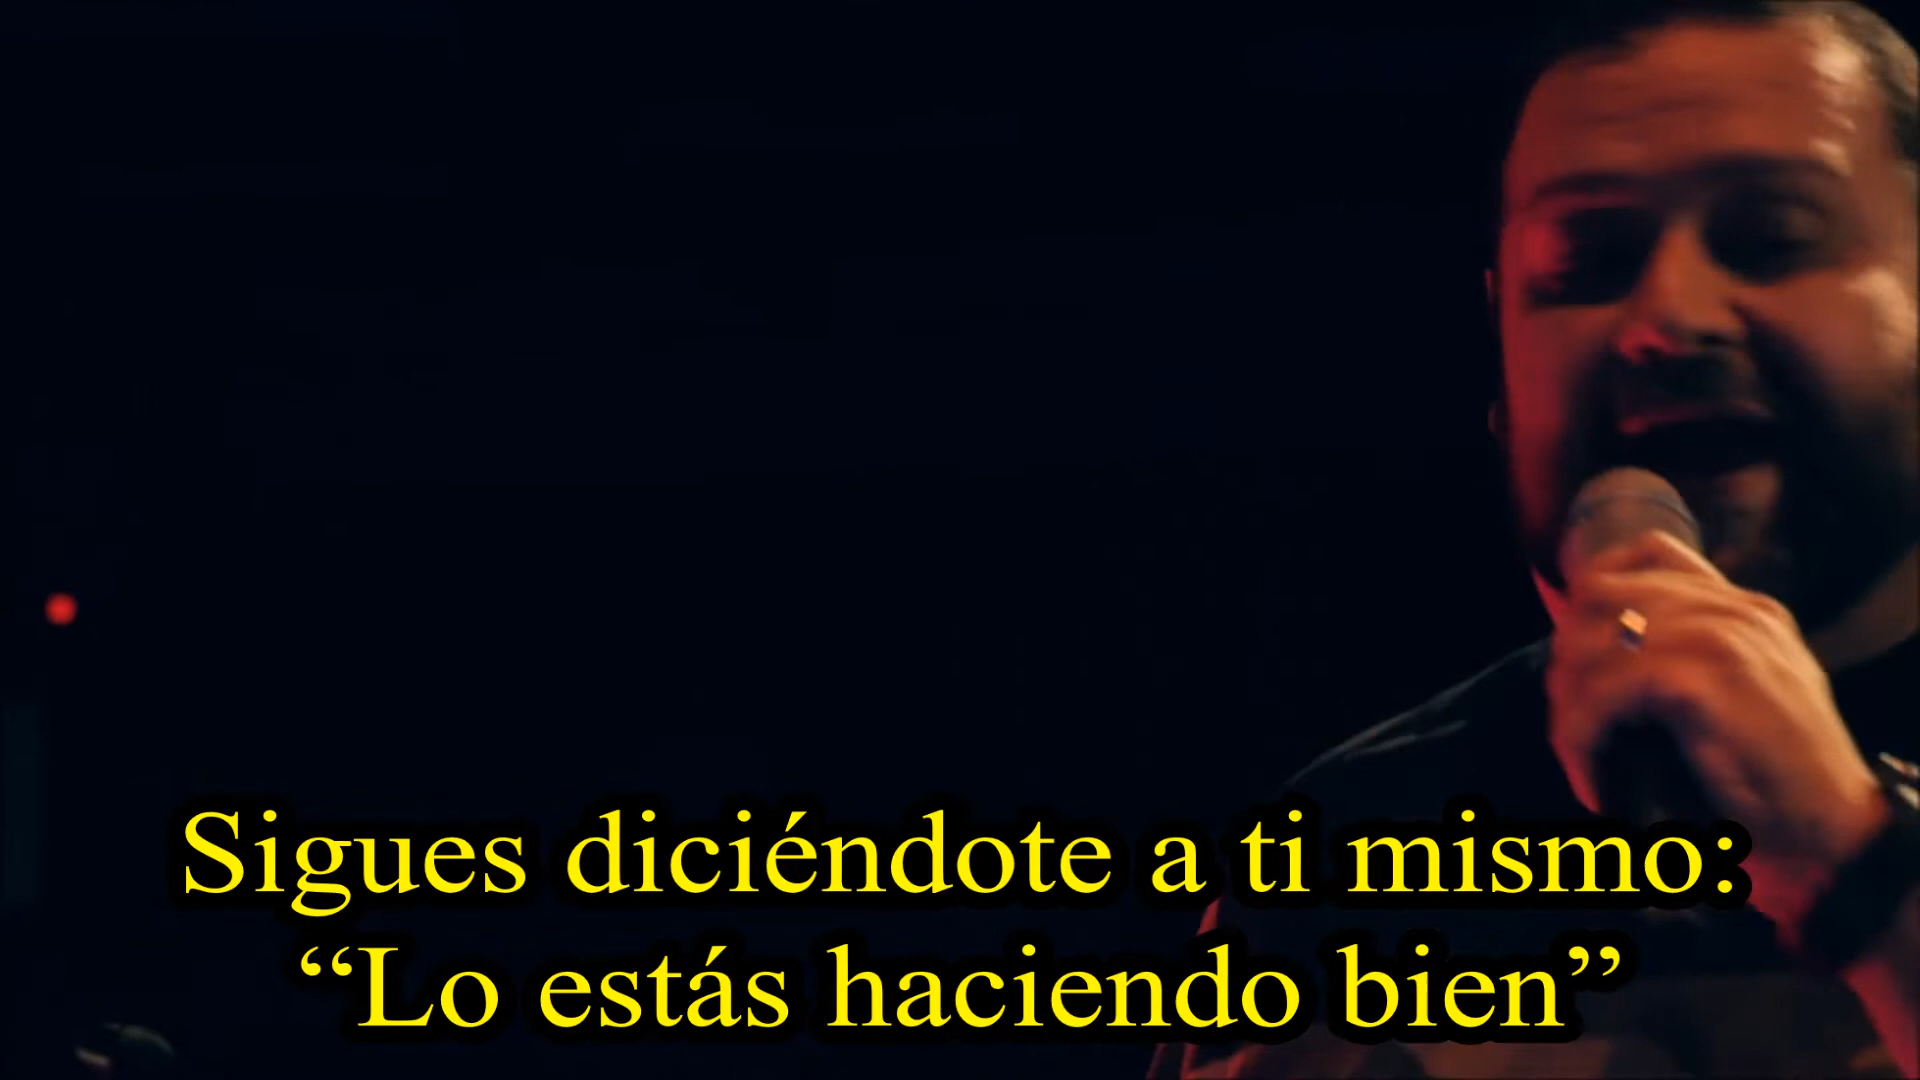 Sigues diciéndote a ti mismo:
“Lo estás haciendo bien”